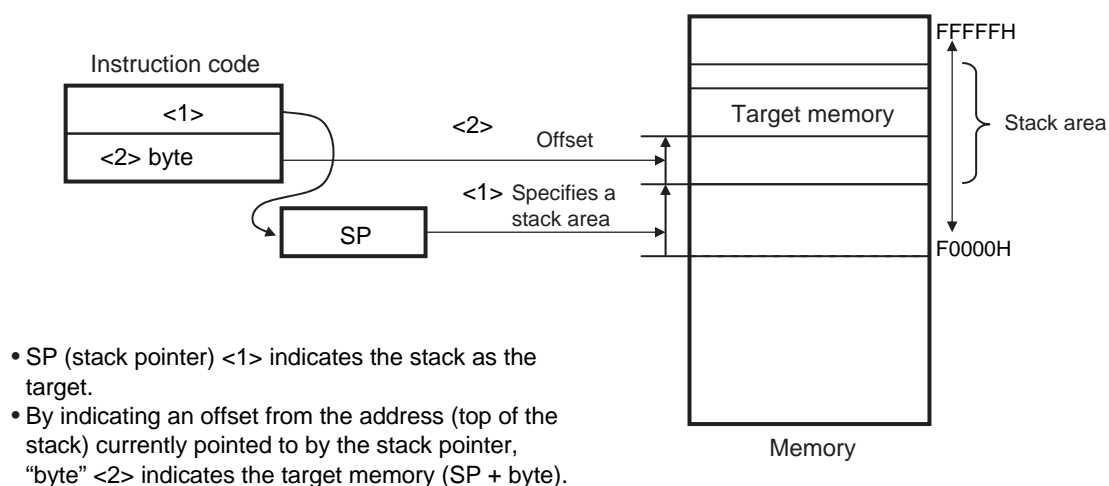 FFFFFH
Instruction code
<1>
<2> byte
<2>
Offset
Target memory
Stack area
<1> Specifies a
stack area
SP
F0000H
• SP (stack pointer) <1> indicates the stack as the
target.
• By indicating an offset from the address (top of the
stack) currently pointed to by the stack pointer,
“byte” <2> indicates the target memory (SP + byte).
Memory